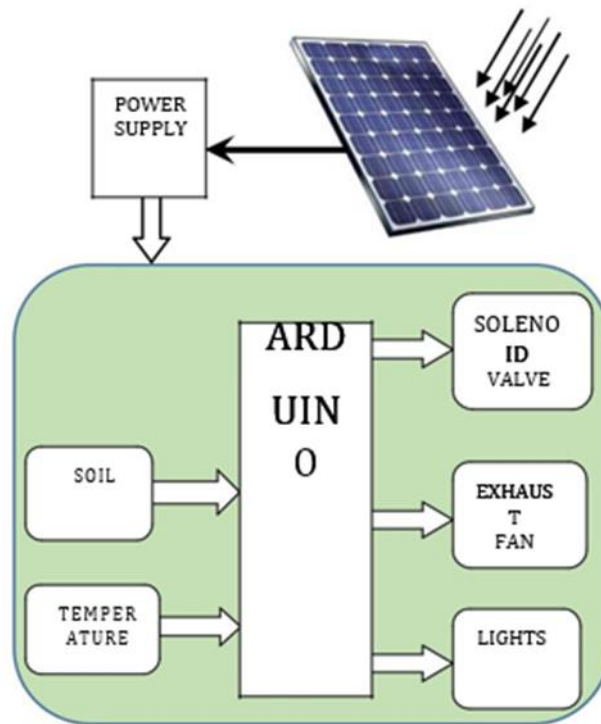 POWER
SUPPLY
ARD
UIN
O
SOLENO
ID
VALVE
SOIL
EXHAUS
T
FAN
TEMPER
ATURE
LIGHTS